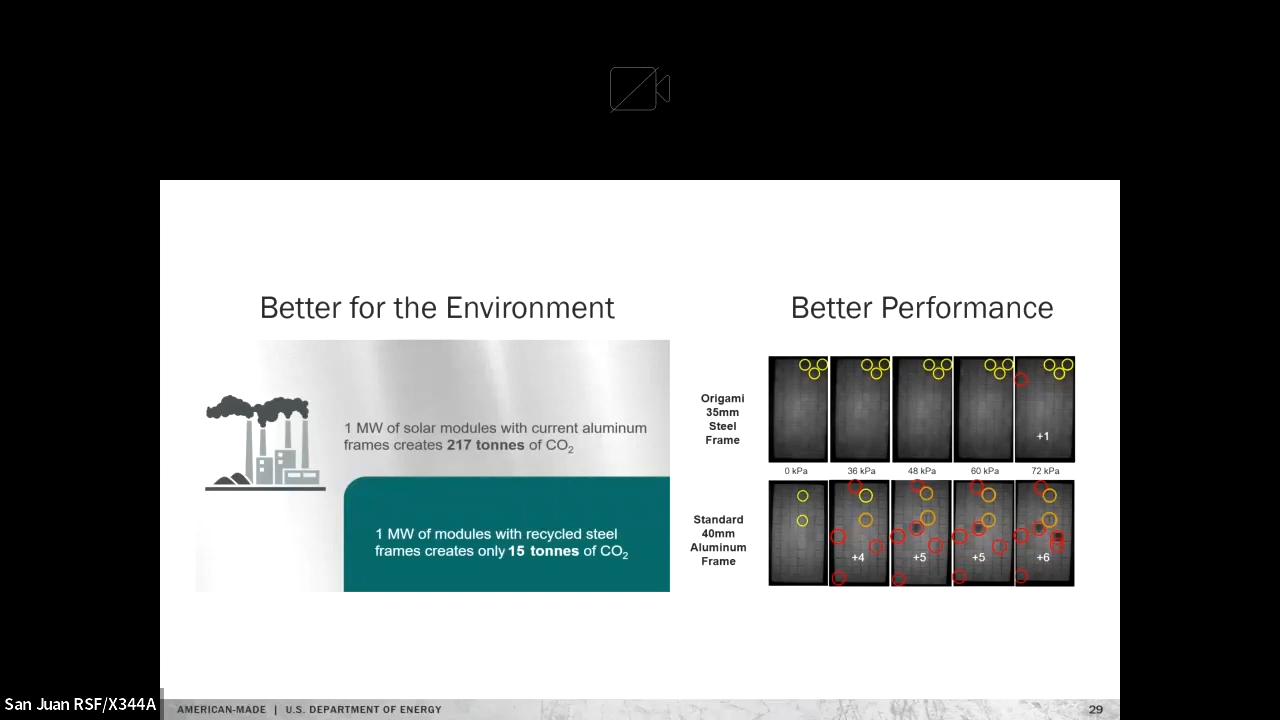 Better for the Environment
Better Performance
1 MW of solar modules with current aluminum
frames creates 217 tonnes of CO2
1 MW of modules with recycled steel
frames creates only 15 tonnes of CO2
Origami
35mm
Steel
Frame
+1
0 kPa
36 kPa
48 kPa
60 kPa
72 kPa
Standard
40mm
Aluminum
Frame
+4
+5
+5
+6
San Juan RSF/X344A
AMERICAN-MADE | U.S. DEPARTMENT OF ENERGY
29